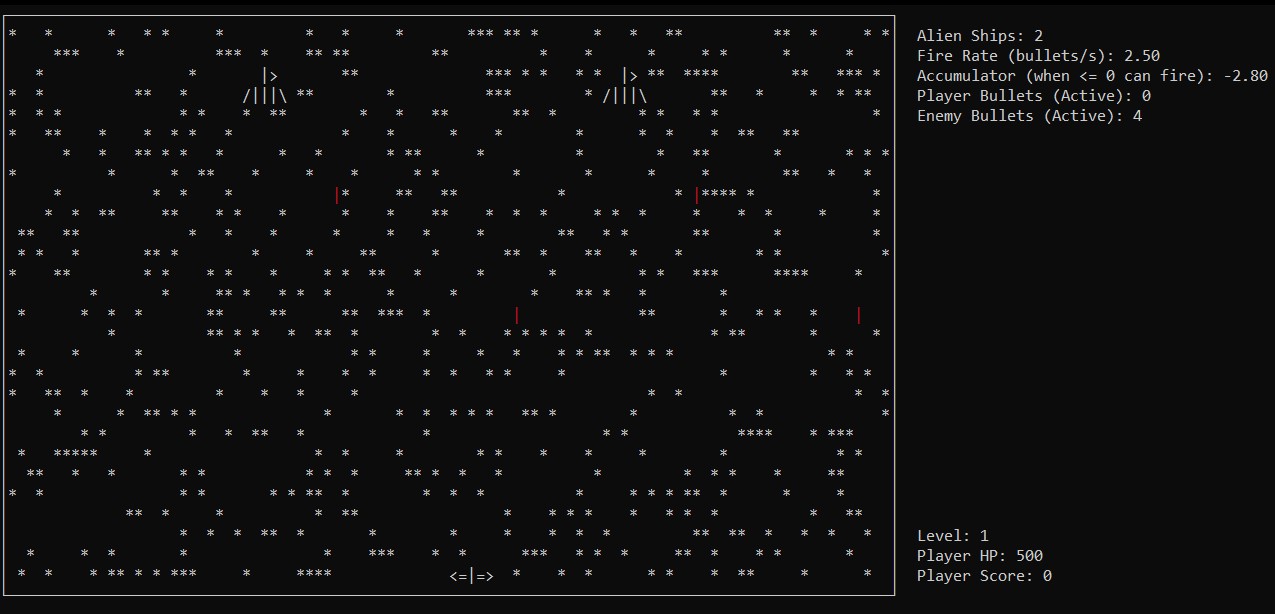 Alien Ships: 2
Fire Rate (bullets/s): 2.50
Accumulator (when <= 0 can fire): -2.80
Player Bullets (Active): 0
Enemy Bullets (Active): 4
Level: 1
Player HP: 500
Player Score: 0